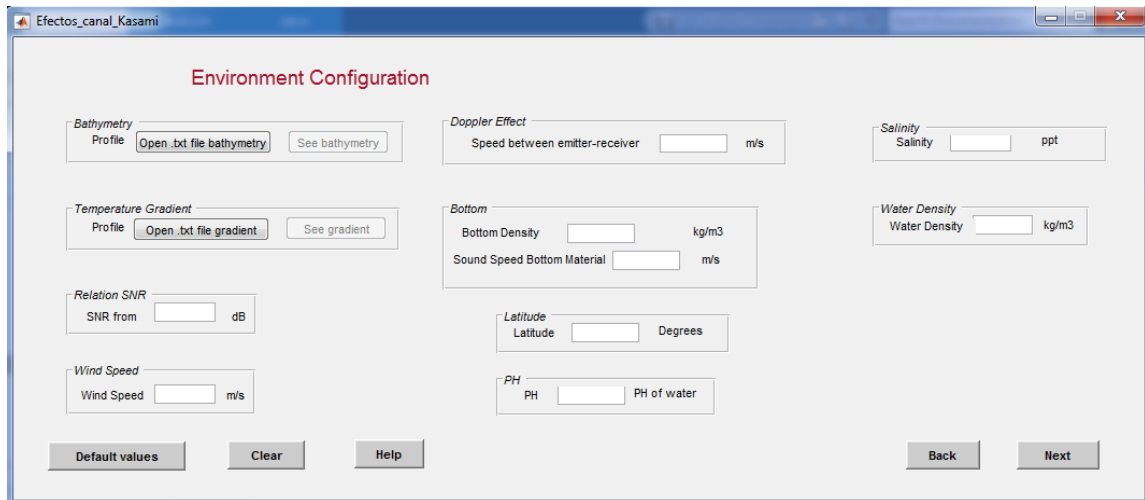 Efectos_canal_Kasami
Environment Configuration
Bathymetry
Profile Open .txt file bathymetry See bathymetry
Doppler Effect
Speed between emitter-receiver m/s
Salinity
Salinity ppt
Temperature Gradient
Profile Open .txt file gradient See gradient
Bottom
Bottom Density kg/m3
Sound Speed Bottom Material m/s
Water Density
Water Density kg/m3
Relation SNR
SNR from dB
Latitude
Latitude Degrees
Wind Speed
Wind Speed m/s
PH
PH PH of water
Default values Clear Help Back Next